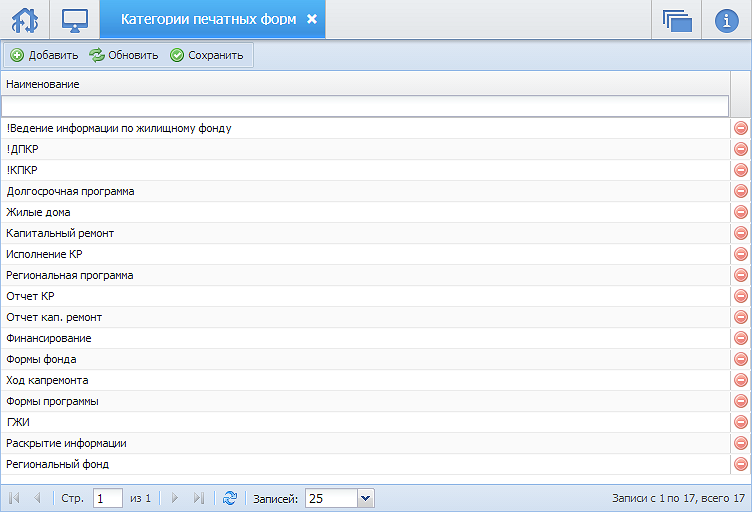 Категории печатных форм
Добавить Обновить Сохранить
Наименование
!Ведение информации по жилищному фонду
!ДПКР
!КПКР
Долгосрочная программа
Жилые дома
Капитальный ремонт
Исполнение КР
Региональная программа
Отчет КР
Отчет кап. ремонт
Финансирование
Формы фонда
Ход капремонта
Формы программы
ГЖИ
Раскрытие информации
Региональный фонд
Стр. 1 из 1 Записей: 25 Записи с 1 по 17, всего 17